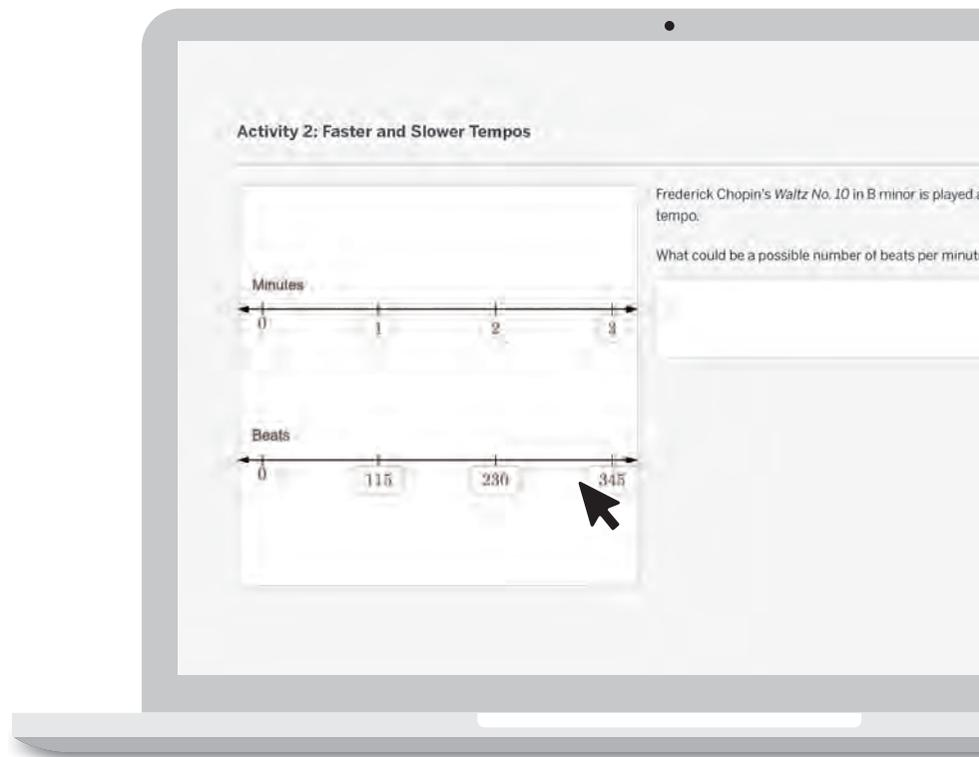 Activity 2: Faster and Slower Tempos
Frederick Chopin's Waltz No. 10 in B minor is played
tempo.
What could be a possible number of beats per
Minutes
0 1 2 3
Beats
0 115 230 345